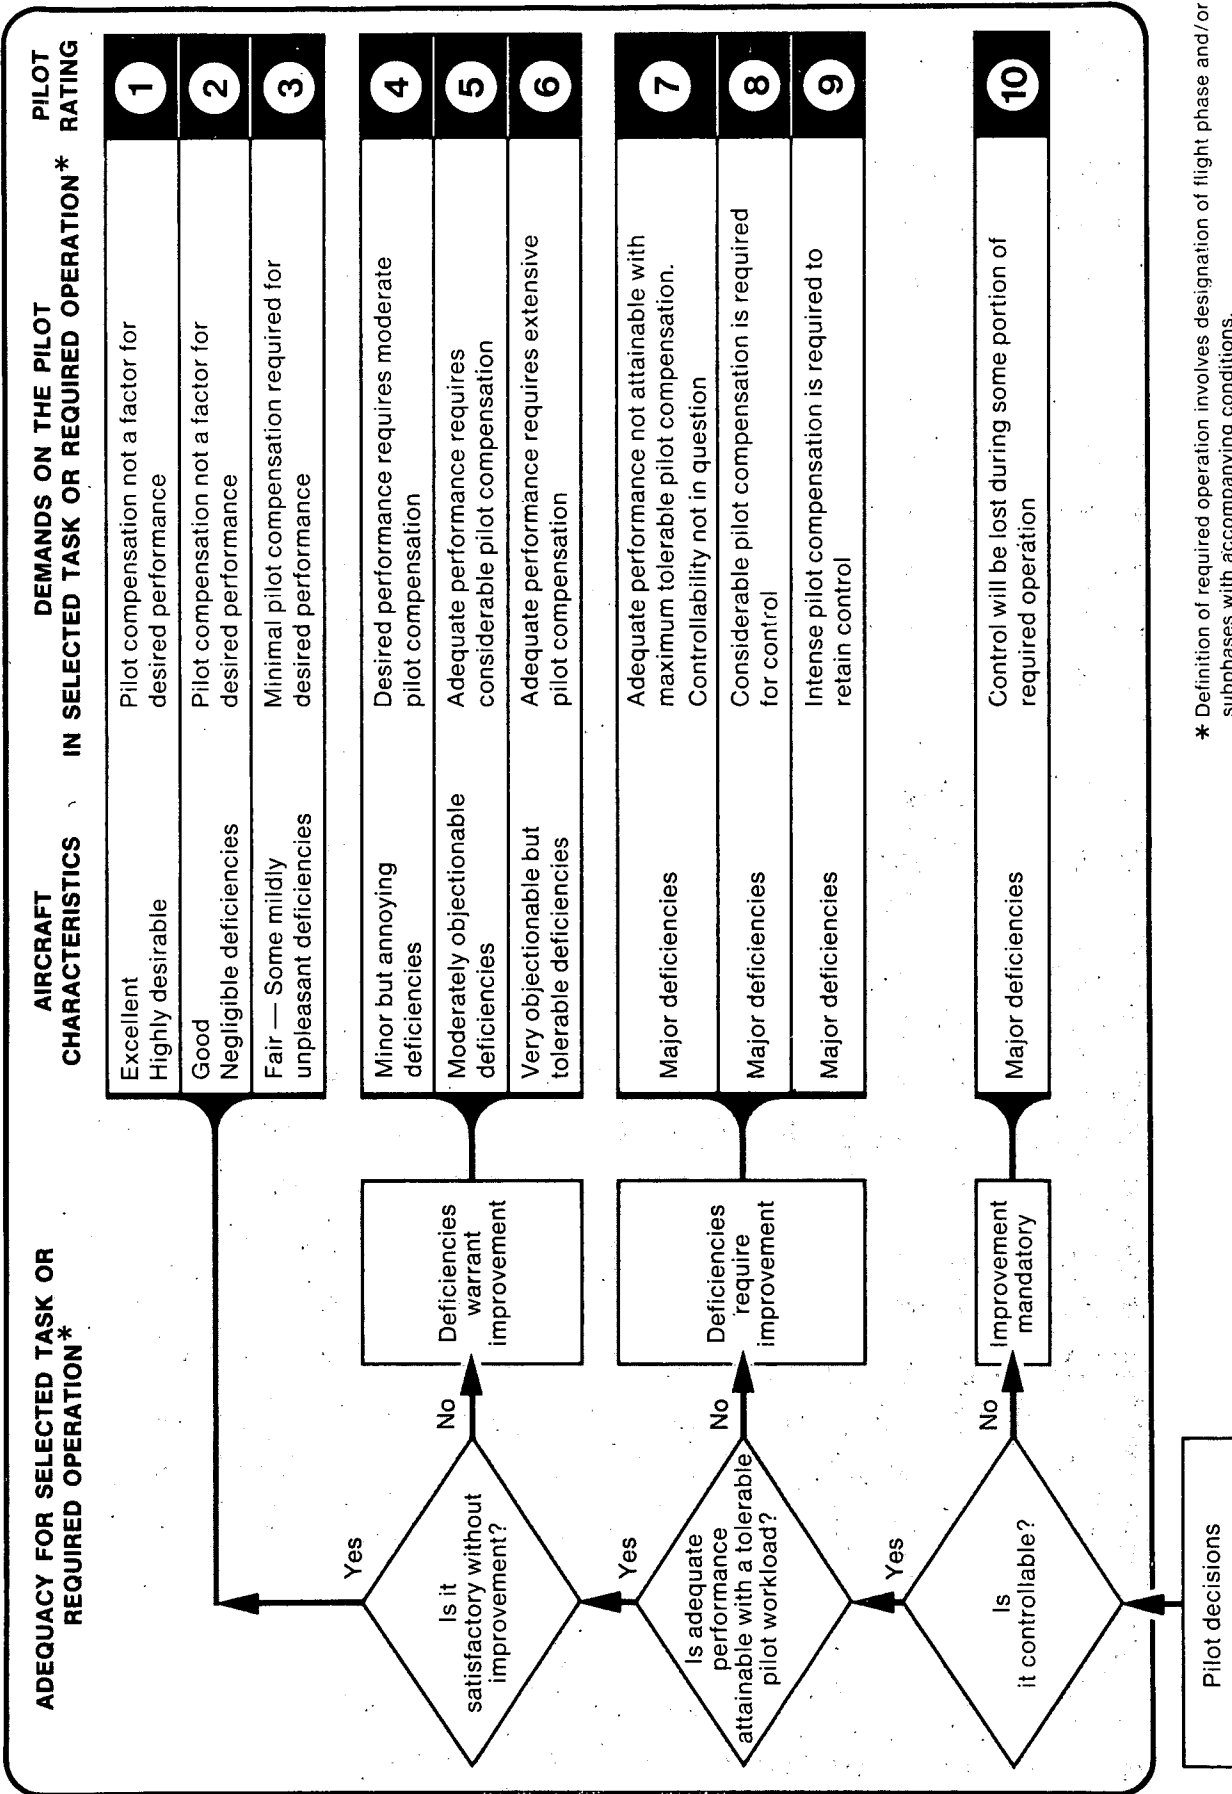 ADEQUACY FOR SELECTED TASK OR
REQUIRED OPERATION*
AIRCRAFT
CHARACTERISTICS
DEMANDS ON THE PILOT
IN SELECTED TASK OR REQUIRED OPERATION*
PILOT
RATING
Excellent
Highly desirable
Pilot compensation not a factor for
desired performance
1
Good
Negligible deficiencies
Pilot compensation not a factor for
desired performance
2
Fair — Some mildly
unpleasant deficiencies
Minimal pilot compensation required for
desired performance
3
Yes
Is it
satisfactory without
improvement?
No
Deficiencies
warrant
improvement
Minor but annoying
deficiencies
Desired performance requires moderate
pilot compensation
4
Moderately objectionable
deficiencies
Adequate performance requires
considerable pilot compensation
5
Very objectionable but
tolerable deficiencies
Adequate performance requires extensive
pilot compensation
6
Yes
Is adequate
performance
attainable with a tolerable
pilot workload?
No
Deficiencies
require
improvement
Major deficiencies
Adequate performance not attainable with
maximum tolerable pilot compensation.
Controllability not in question
7
Major deficiencies
Considerable pilot compensation is required
for control
8
Major deficiencies
Intense pilot compensation is required to
retain control
9
Yes
Is
it controllable?
No
Improvement
mandatory
Major deficiencies
Control will be lost during some portion of
required operation
10
Pilot decisions
* Definition of required operation involves designation of flight phase and/or
subphases with accompanying conditions.